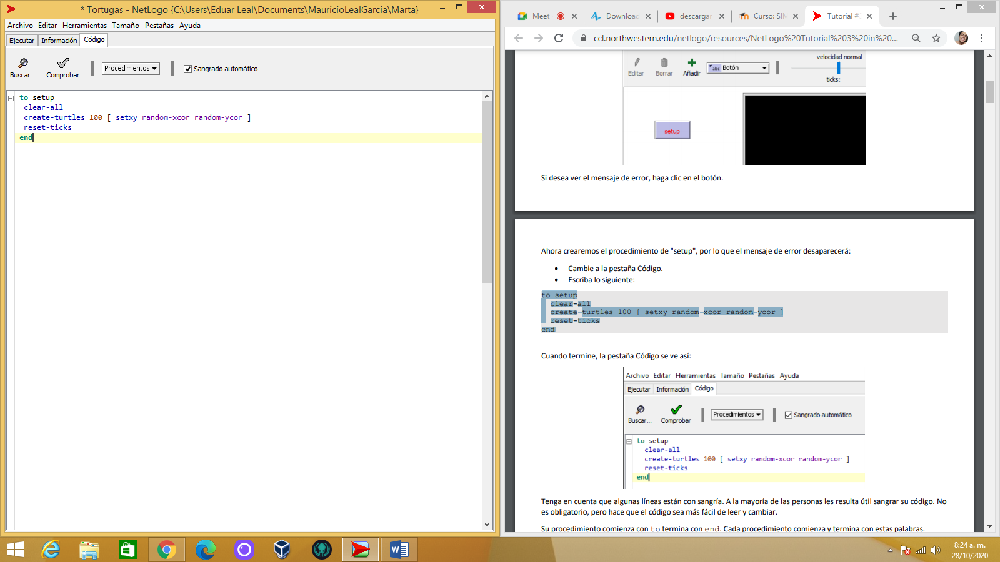 * Tortugas - NetLogo {C:\Users\Eduar Leal\Documents\MauricioLealGarcia\Marta}
Archivo Editar Herramientas Tamaño Pestañas Ayuda
Ejecutar Información Código
Buscar... Comprobar Procedimientos Sangrado automático
to setup
clear-all
create-turtles 100 [ setxy random-xcor random-ycor ]
reset-ticks
end
Meet Download descargar Curso: SIM Tutorial #
ccl.northwestern.edu/netlogo/resources/NetLogo%20Tutorial%203%20in%20...
Editar Borrar Añadir abc Botón velocidad normal
ticks:
setup
Si desea ver el mensaje de error, haga clic en el botón.
Ahora crearemos el procedimiento de "setup", por lo que el mensaje de error desaparecerá:
• Cambie a la pestaña Código.
• Escriba lo siguiente:
to setup
clear-all
create-turtles 100 [ setxy random-xcor random-ycor ]
reset-ticks
end
Cuando termine, la pestaña Código se ve así:
Archivo Editar Herramientas Tamaño Pestañas Ayuda
Ejecutar Información Código
Buscar... Comprobar Procedimientos Sangrado automático
to setup
clear-all
create-turtles 100 [ setxy random-xcor random-ycor ]
reset-ticks
end
Tenga en cuenta que algunas líneas están con sangría. A la mayoría de las personas les resulta útil sangrar su código. No
es obligatorio, pero hace que el código sea más fácil de leer y cambiar.
Su procedimiento comienza con to termina con end. Cada procedimiento comienza y termina con estas palabras.
8:24 a. m.
28/10/2020